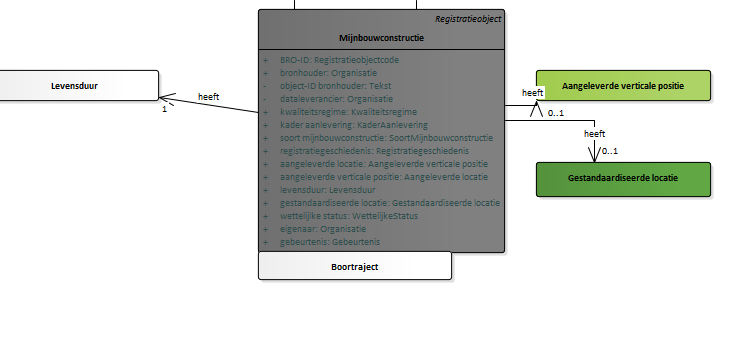 Registratieobject
Mijnbouwconstructie
+ BRO-ID: Registratieobjectcode
+ bronhouder: Organisatie
- object-ID bronhouder: Tekst
- dataleverancier: Organisatie
+ kwaliteitsregime: Kwaliteitsregime
+ kader aanlevering: KaderAanlevering
+ soort mijnbouwconstructie: SoortMijnbouwconstructie
+ registratiegeschiedenis: Registratiegeschiedenis
+ aangeleverde locatie: Aangeleverde verticale positie
+ aangeleverde verticale positie: Aangeleverde locatie
+ levensduur: Levensduur
+ gestandaardiseerde locatie: Gestandaardiseerde locatie
+ wettelijke status: WettelijkeStatus
+ eigenaar: Organisatie
+ gebeurtenis: Gebeurtenis
Levensduur
heeft
1
Aangeleverde verticale positie
heeft
0..1
heeft
0..1
Gestandaardiseerde locatie
Boortraject